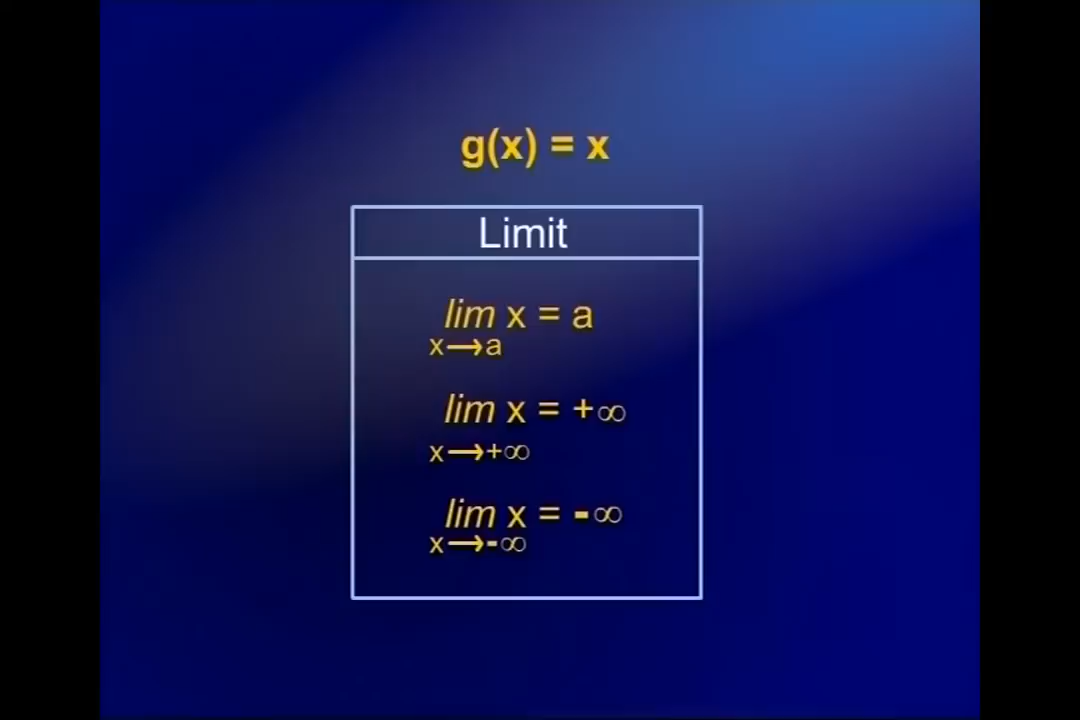 g(x) = x
Limit
lim x = a
x⟶a
lim x = +∞
x⟶+∞
lim x = -∞
x⟶-∞